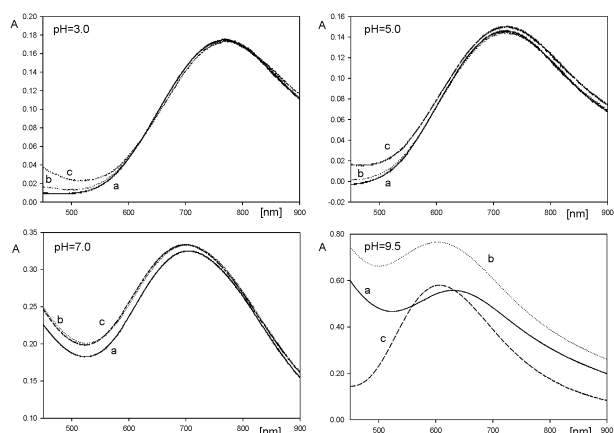 A
pH=3.0
0.20
0.18
0.16
0.14
0.12
0.10
0.08
0.06
0.04
0.02
0.00
b
c
a
500
600
700
800
900
[nm]
A
pH=5.0
0.16
0.14
0.12
0.10
0.08
0.06
0.04
0.02
0.00
-0.02
c
b
a
500
600
700
800
900
[nm]
A
pH=7.0
0.35
0.30
0.25
0.20
0.15
0.10
b
c
a
500
600
700
800
900
[nm]
A
pH=9.5
0.80
0.60
0.40
0.20
0.00
b
a
c
500
600
700
800
900
[nm]